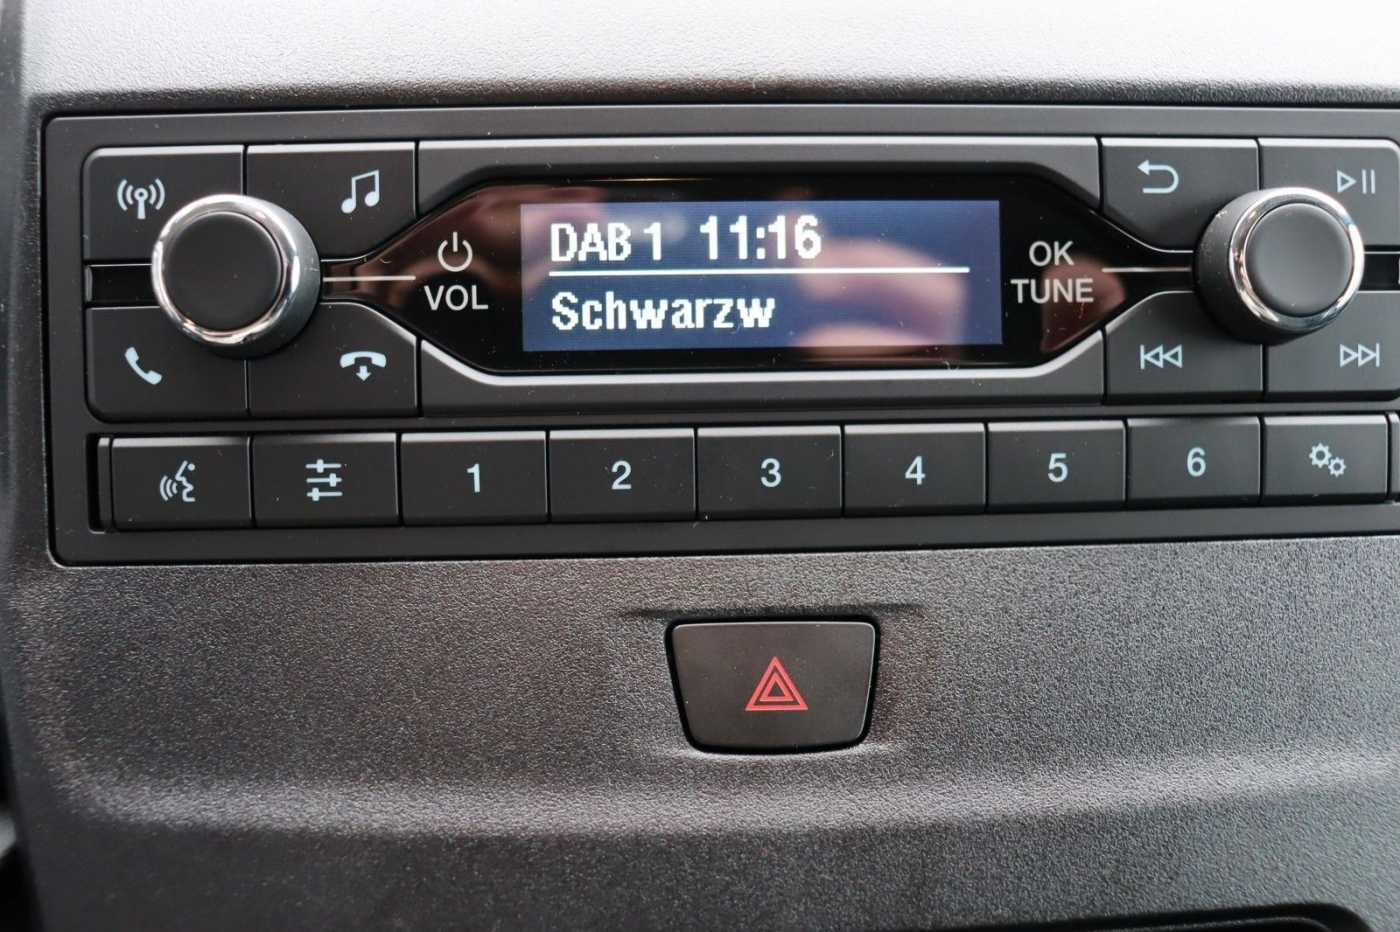 DAB 1 11:16
Schwarzw
VOL
OK
TUNE
1 2 3 4 5 6